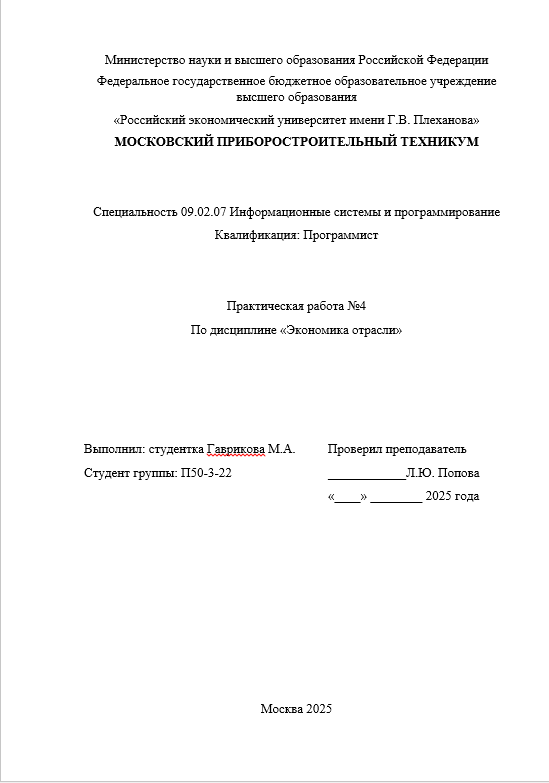 Министерство науки и высшего образования Российской Федерации
Федеральное государственное бюджетное образовательное учреждение
высшего образования
«Российский экономический университет имени Г.В. Плеханова»
МОСКОВСКИЙ ПРИБОРОСТРОИТЕЛЬНЫЙ ТЕХНИКУМ
Специальность 09.02.07 Информационные системы и программирование
Квалификация: Программист
Практическая работа №4
По дисциплине «Экономика отрасли»
Выполнил: студентка Гаврикова М.А.
Студент группы: П50-3-22
Проверил преподаватель
____________Л.Ю. Попова
«____» ________ 2025 года
Москва 2025